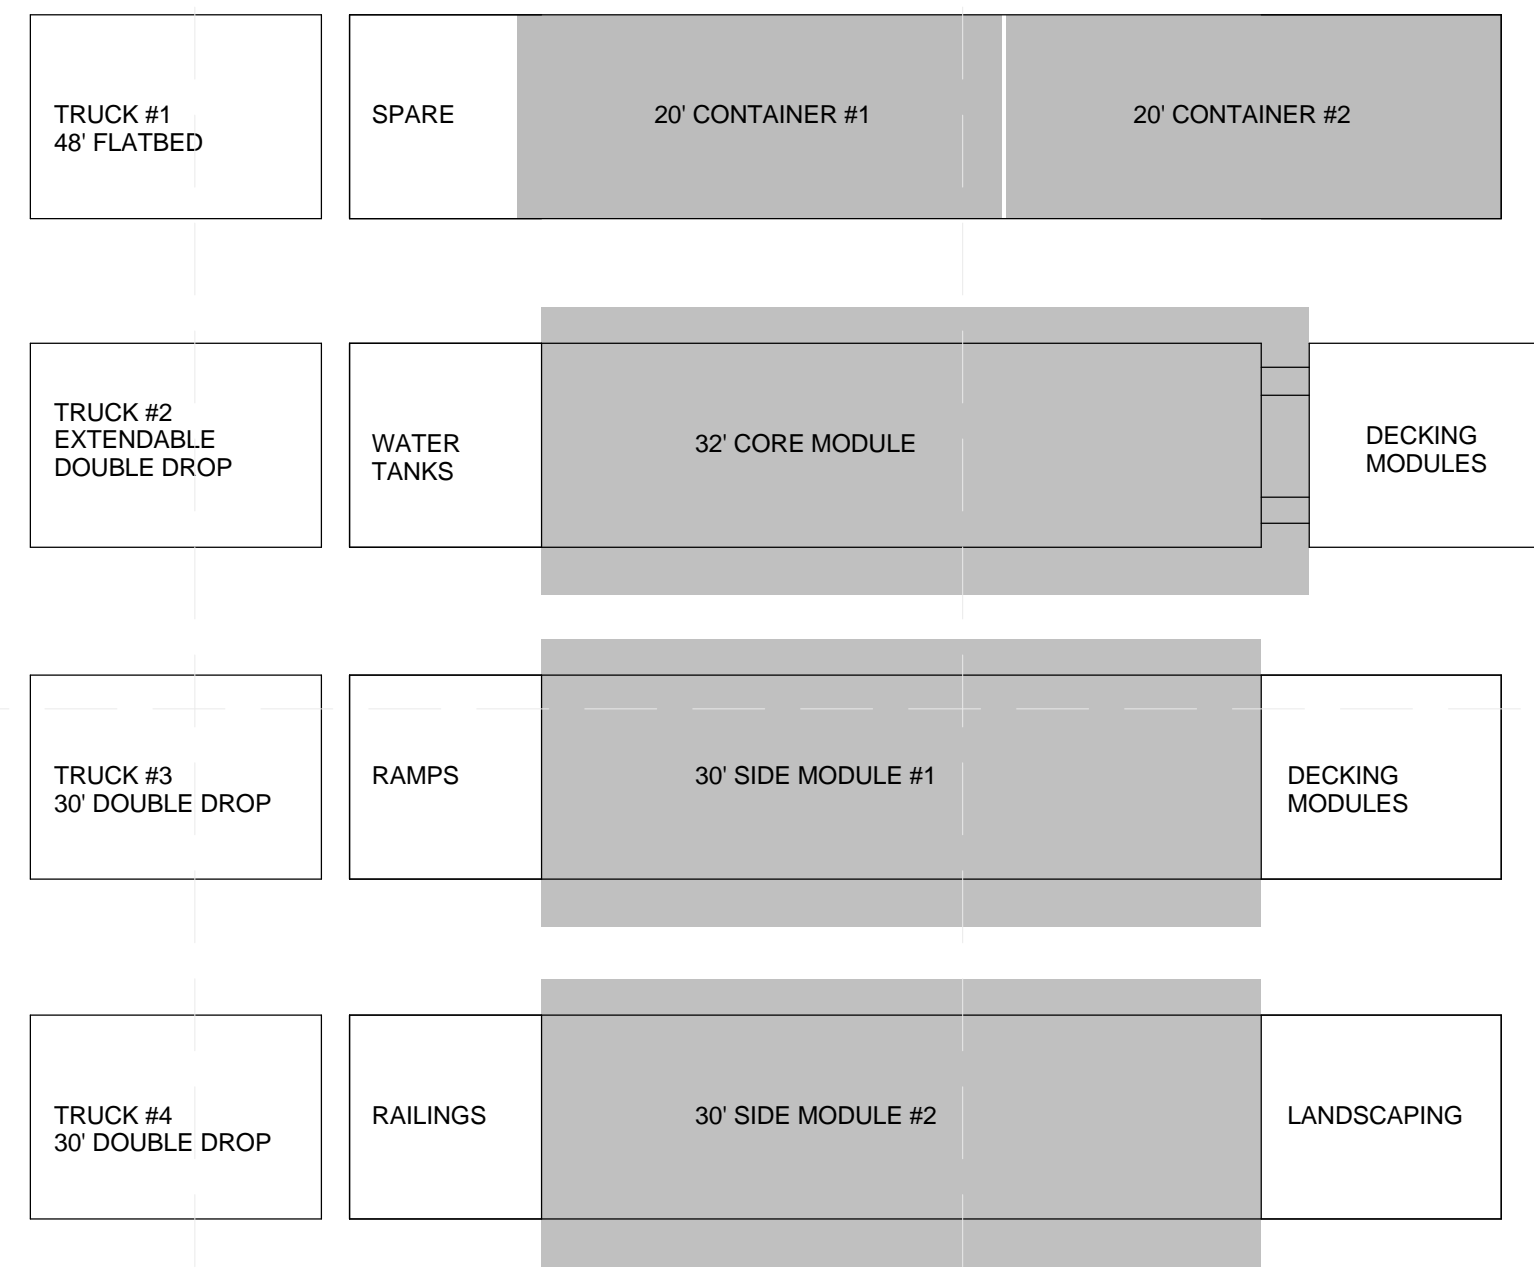 TRUCK #1
48' FLATBED
SPARE
20' CONTAINER #1
20' CONTAINER #2
TRUCK #2
EXTENDABLE
DOUBLE DROP
WATER
TANKS
32' CORE MODULE
DECKING
MODULES
TRUCK #3
30' DOUBLE DROP
RAMPS
30' SIDE MODULE #1
DECKING
MODULES
TRUCK #4
30' DOUBLE DROP
RAILINGS
30' SIDE MODULE #2
LANDSCAPING